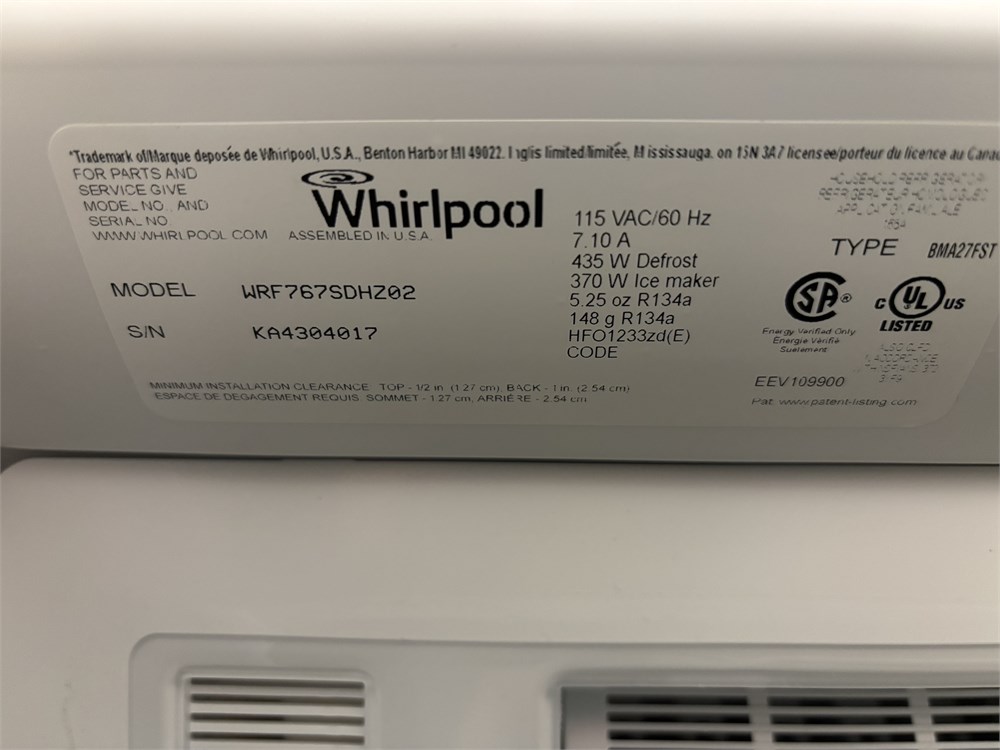 *Trademark of/Marque deposée de Whirlpool, U.S.A., Benton Harbor MI 49022. Inglis limited/limitée, Mississauga, on 15N 3A7 licensee/porteur du licence au Cana
FOR PARTS AND
SERVICE GIVE
MODEL NO. AND
SERIAL NO.
WWW.WHIRLPOOL.COM
Whirlpool
ASSEMBLED IN U.S.A.
MODEL WRF767SDHZ02
S/N KA4304017
115 VAC/60 Hz
7.10 A
435 W Defrost
370 W Ice maker
5.25 oz R134a
148 g R134a
HFO1233zd(E)
CODE
TYPE BMA27FST
SA®
Energy Verified Only
Énergie Vérifié
Suelement
c UL us
LISTED
EEV109900
Pat. www.patent-listing.com
MINIMUM INSTALLATION CLEARANCE TOP - 1/2 in. (1.27 cm), BACK - 1 in. (2.54 cm)
ESPACE DE DEGAGEMENT REQUIS. SOMMET - 1.27 cm, ARRIÈRE - 2.54 cm